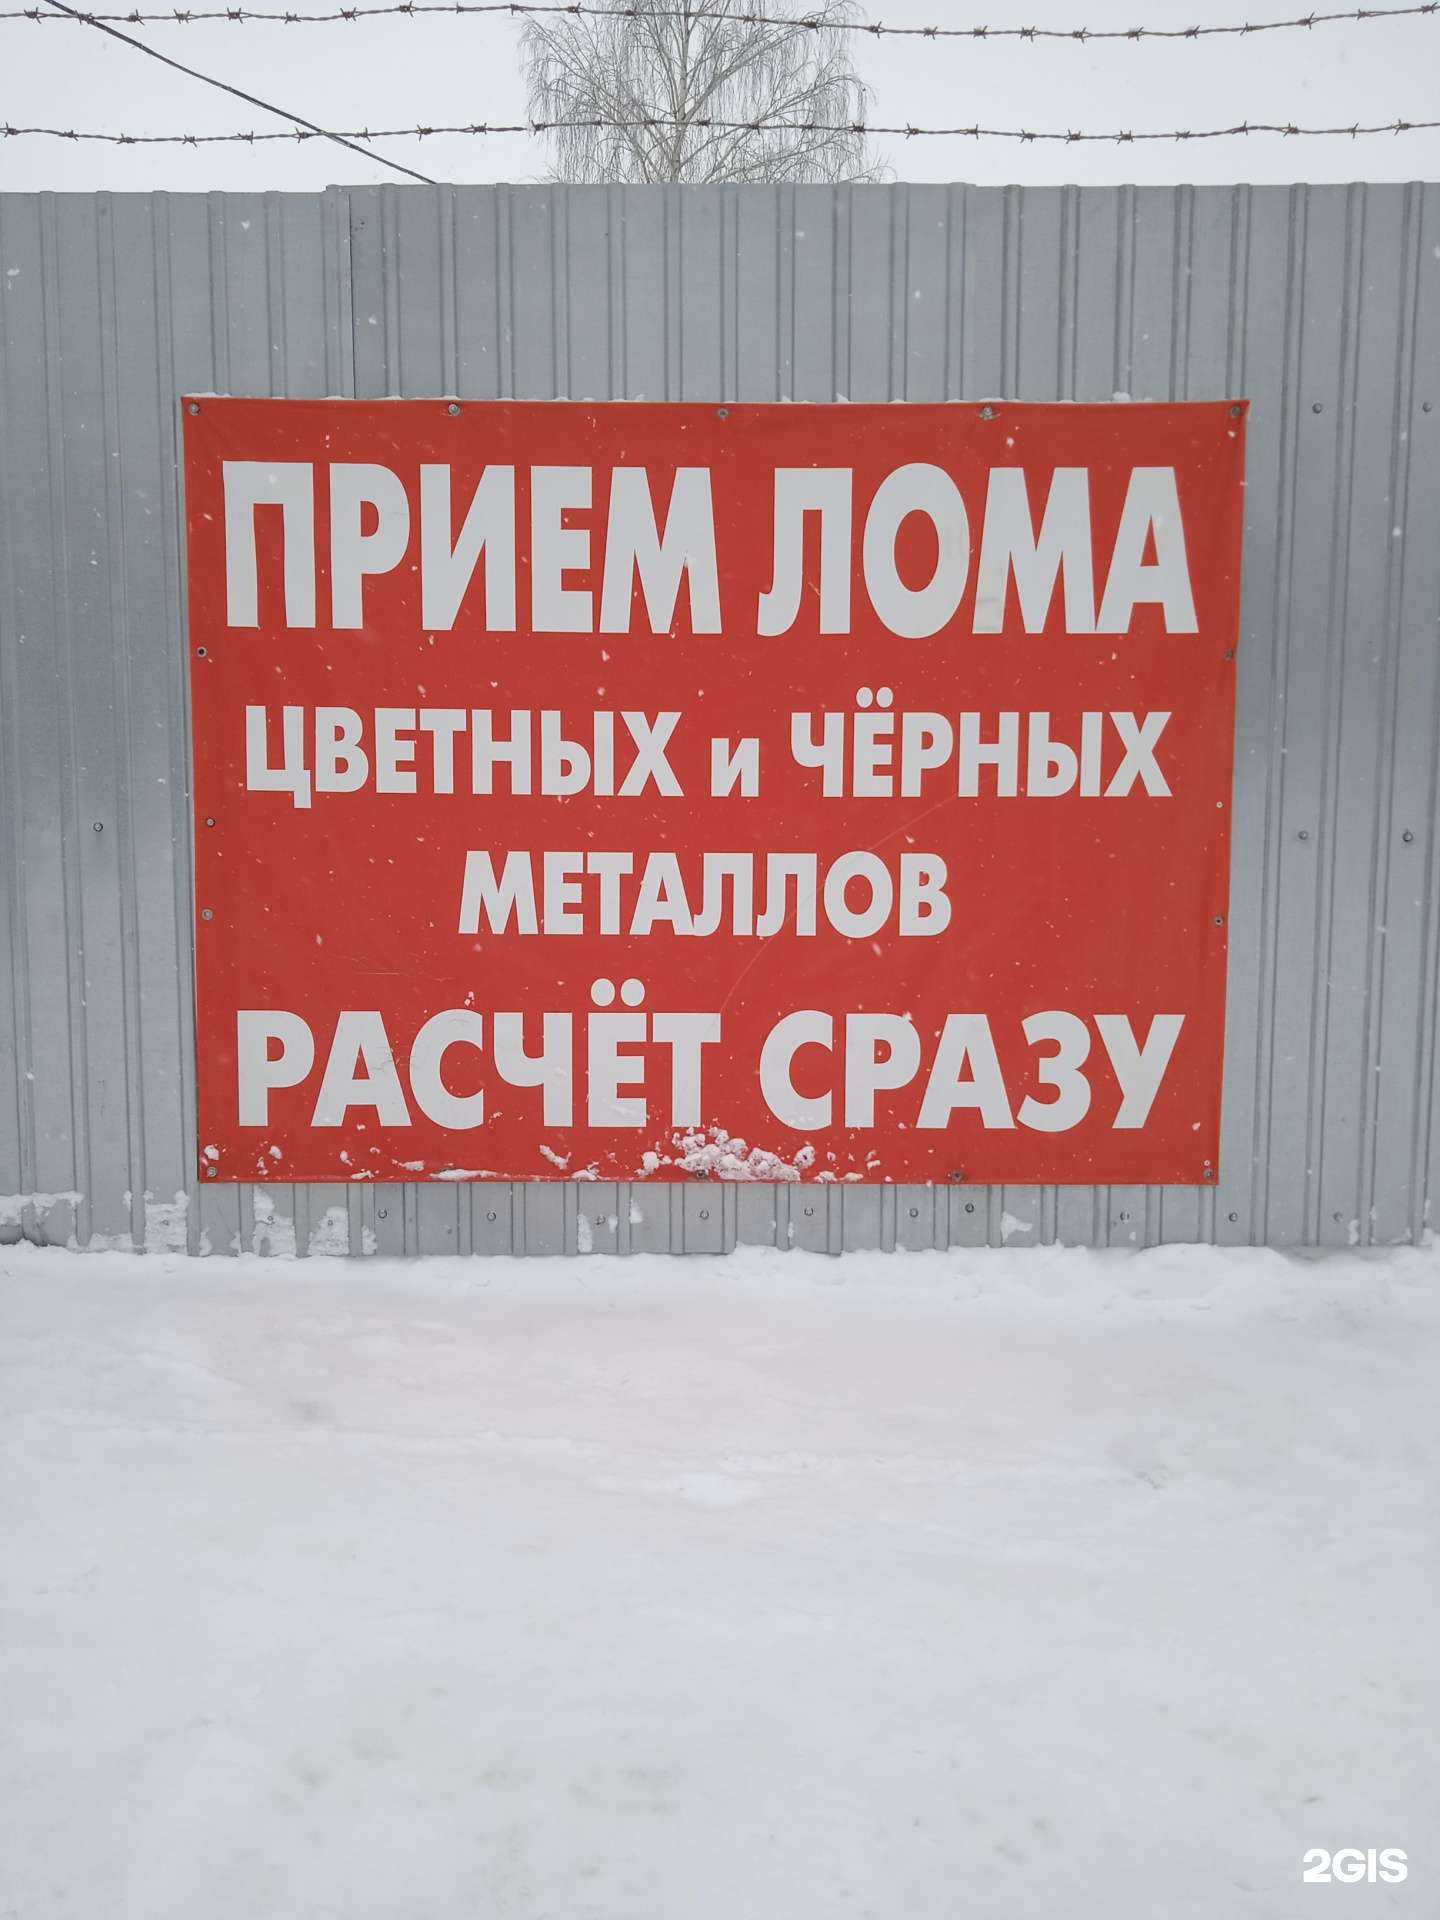 ПРИЕМ ЛОМА
ЦВЕТНЫХ и ЧЁРНЫХ
МЕТАЛЛОВ
РАСЧЁТ СРАЗУ
2GIS